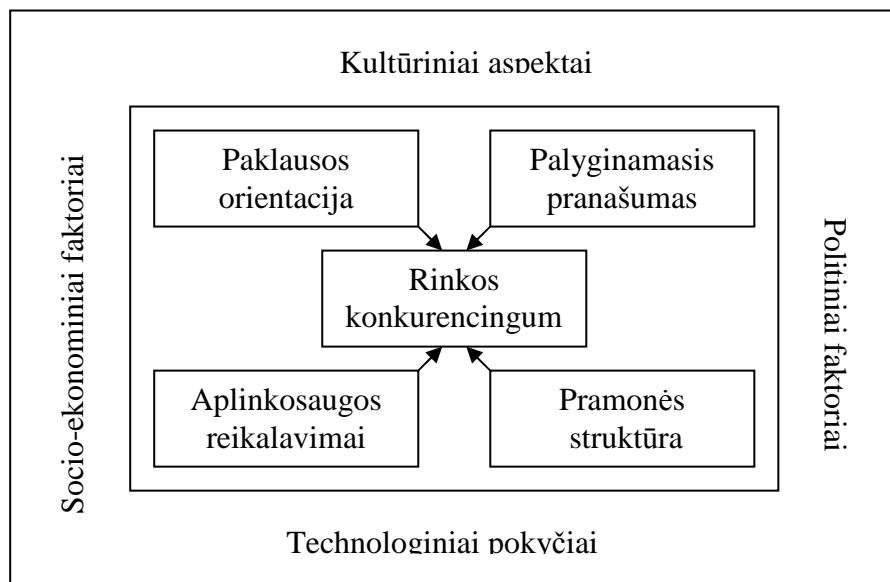 Kultūriniai aspektai
Socio-ekonominiai faktoriai
Paklausos
orientacija
Palyginamasis
pranašumas
Rinkos
konkurencingum
Aplinkosaugos
reikalavimai
Pramonės
struktūra
Politiniai faktoriai
Technologiniai pokyčiai